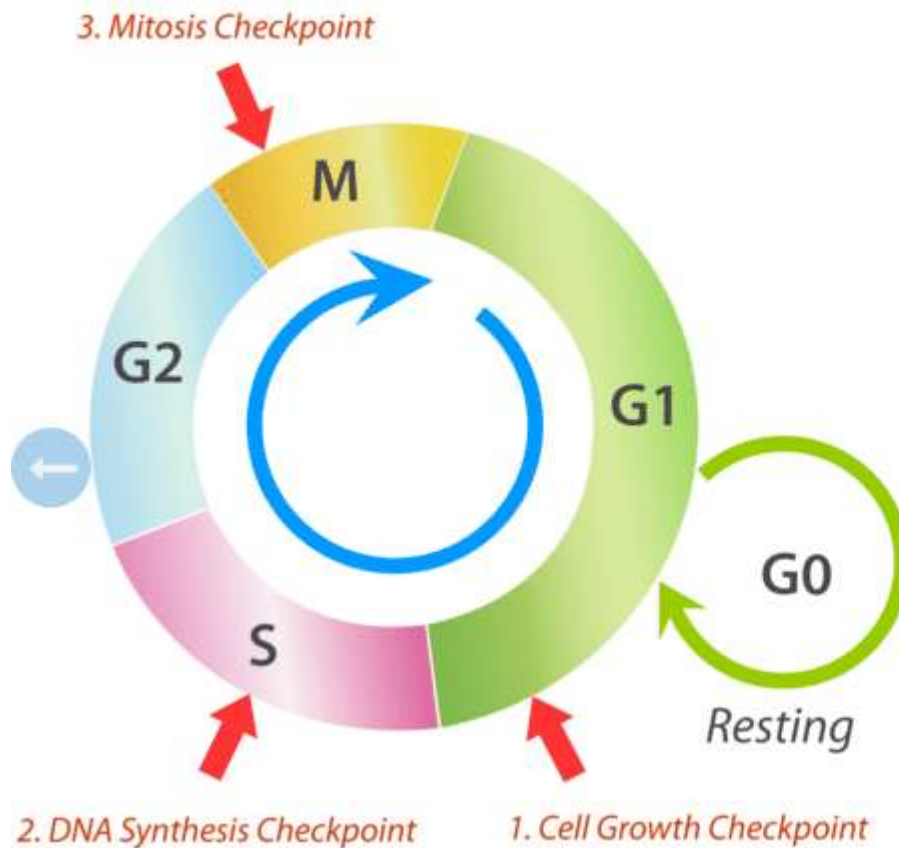 3. Mitosis Checkpoint
M
G2
G1
G0
S
Resting
2. DNA Synthesis Checkpoint
1. Cell Growth Checkpoint